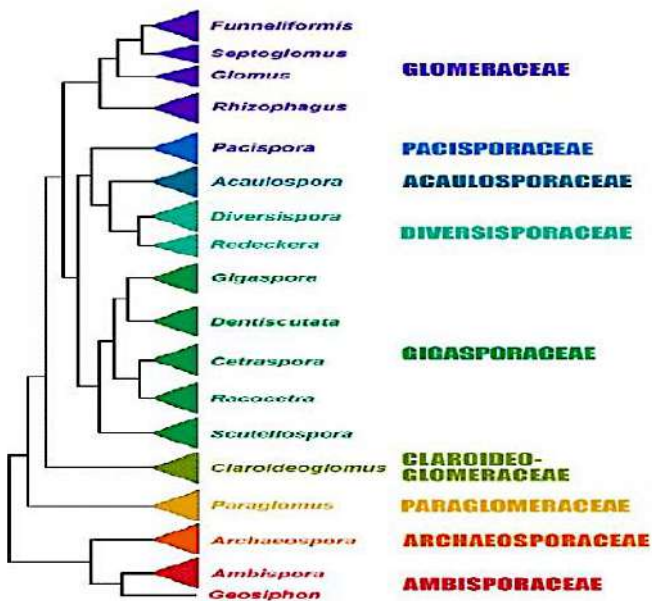 Funneliformis
Septoglomus
Glomus
GLOMERACEAE
Rhizophagus
Pacispora
PACISPORACEAE
Acaulospora
ACAULOSPORACEAE
Diversispora
DIVERSISPORACEAE
Redeckera
Gigaspora
Dentiscutata
Cetraspora
GIGASPORACEAE
Racocetra
Scutellospora
Claroideoglomus
CLAROIDEO-
GLOMERACEAE
Paraglomus
PARAGLOMERACEAE
Archaeospora
ARCHAEOSPORACEAE
Ambispora
AMBISPORACEAE
Geosiphon